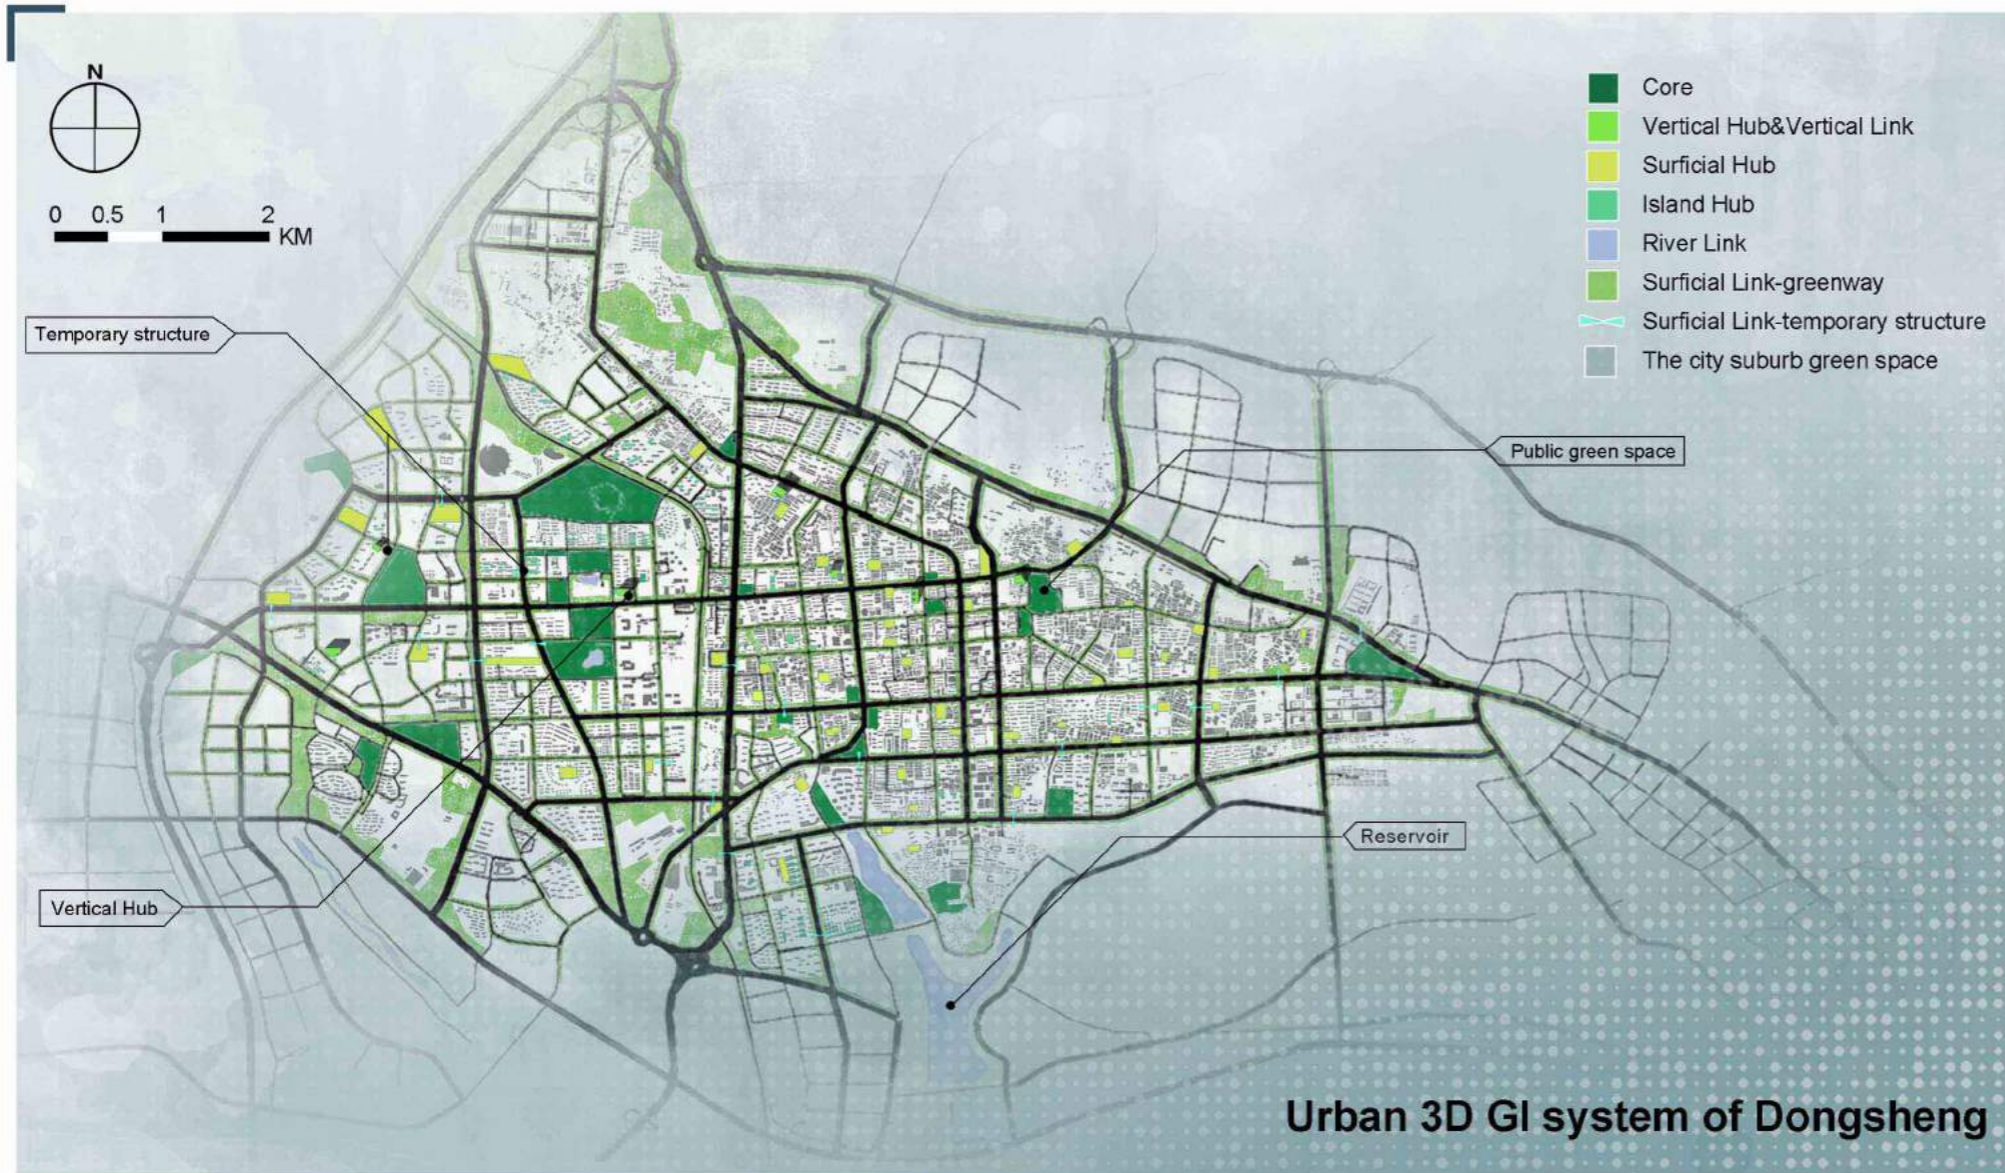 N
0 0.5 1 2
KM
Core
Vertical Hub&Vertical Link
Surficial Hub
Island Hub
River Link
Surficial Link-greenway
Surficial Link-temporary structure
The city suburb green space
Temporary structure
Public green space
Reservoir
Vertical Hub
Urban 3D GI system of Dongsheng